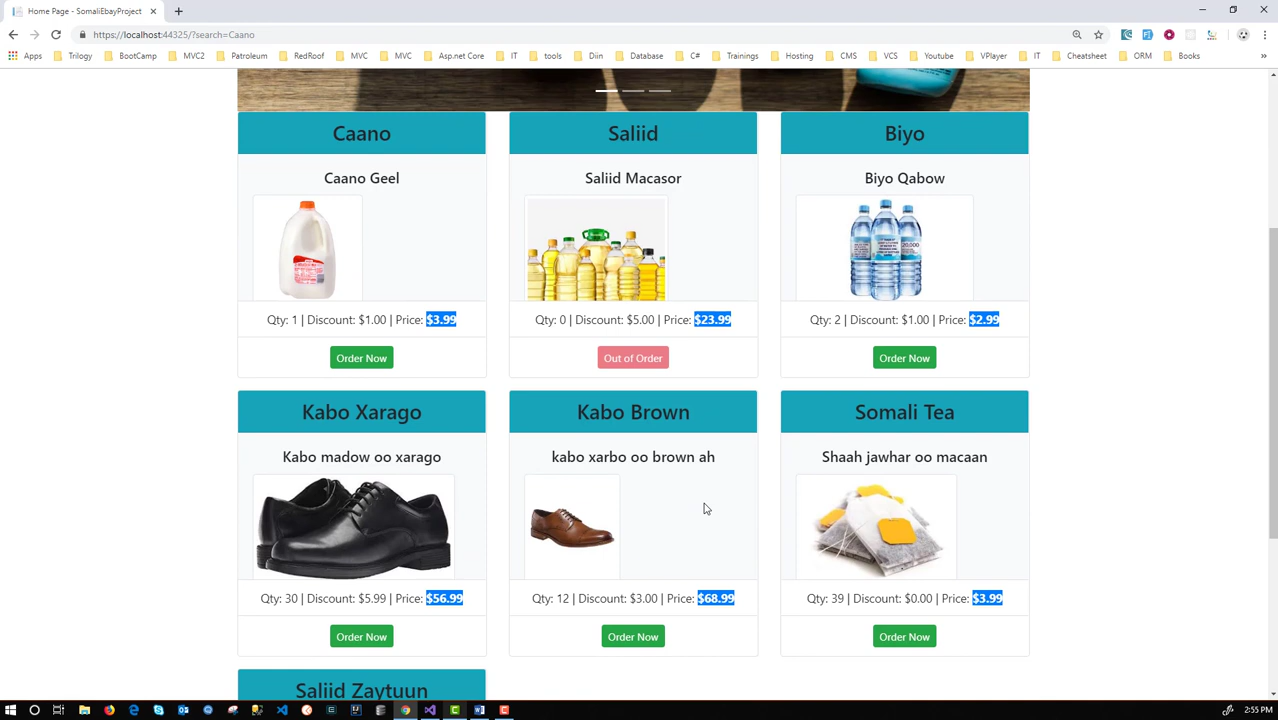 Home Page - SomaliEbayProject
https://localhost:44325/?search=Caano
Apps Trilogy BootCamp MVC2 Patroleum RedRoof MVC MVC Asp.net Core IT tools Diin Database C# Trainings Hosting CMS VCS Youtube VPlayer IT Cheatsheet ORM Books »
Caano Saliid Biyo
Caano Geel Saliid Macasor Biyo Qabow
Qty: 1 | Discount: $1.00 | Price: $3.99 Qty: 0 | Discount: $5.00 | Price: $23.99 Qty: 2 | Discount: $1.00 | Price: $2.99
Order Now Out of Order Order Now
Kabo Xarago Kabo Brown Somali Tea
Kabo madow oo xarago kabo xarbo oo brown ah Shaah jawhar oo macaan
Qty: 30 | Discount: $5.99 | Price: $56.99 Qty: 12 | Discount: $3.00 | Price: $68.99 Qty: 39 | Discount: $0.00 | Price: $3.99
Order Now Order Now Order Now
Saliid Zaytuun
2:55 PM